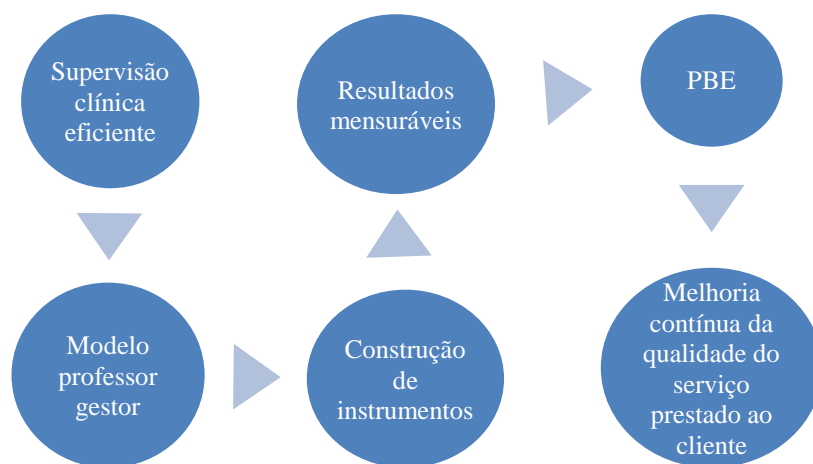 Supervisão
clínica
eficiente
Modelo
professor
gestor
Construção
de
instrumentos
Resultados
mensuráveis
PBE
Melhoria
contínua da
qualidade do
serviço
prestado ao
cliente